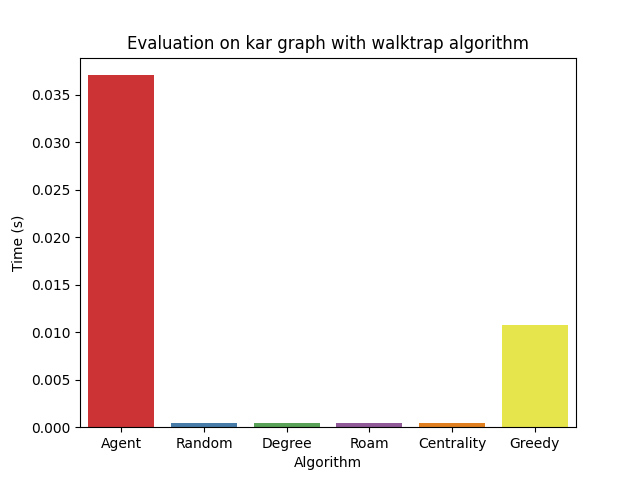 Evaluation on kar graph with walktrap algorithm
Time (s)
0.035
0.030
0.025
0.020
0.015
0.010
0.005
0.000
Agent Random Degree Roam Centrality Greedy
Algorithm